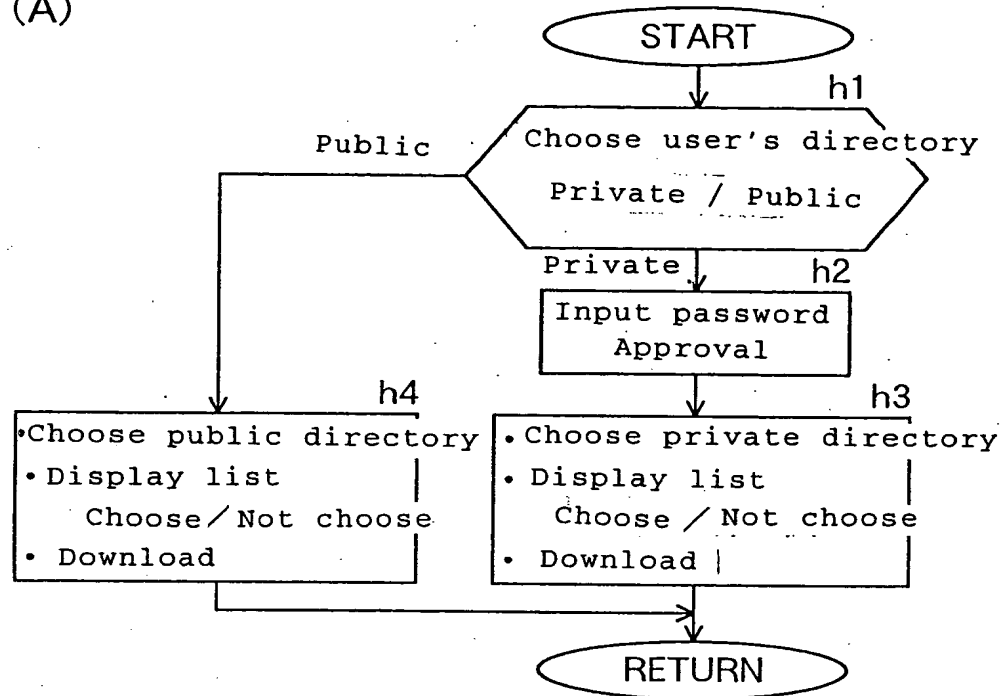 (A)
START
h1
Choose user's directory
Private / Public
Public
Private
h2
Input password
Approval
h4
•Choose public directory
• Display list
Choose/Not choose
• Download
h3
• Choose private directory
• Display list
Choose / Not choose
• Download
RETURN